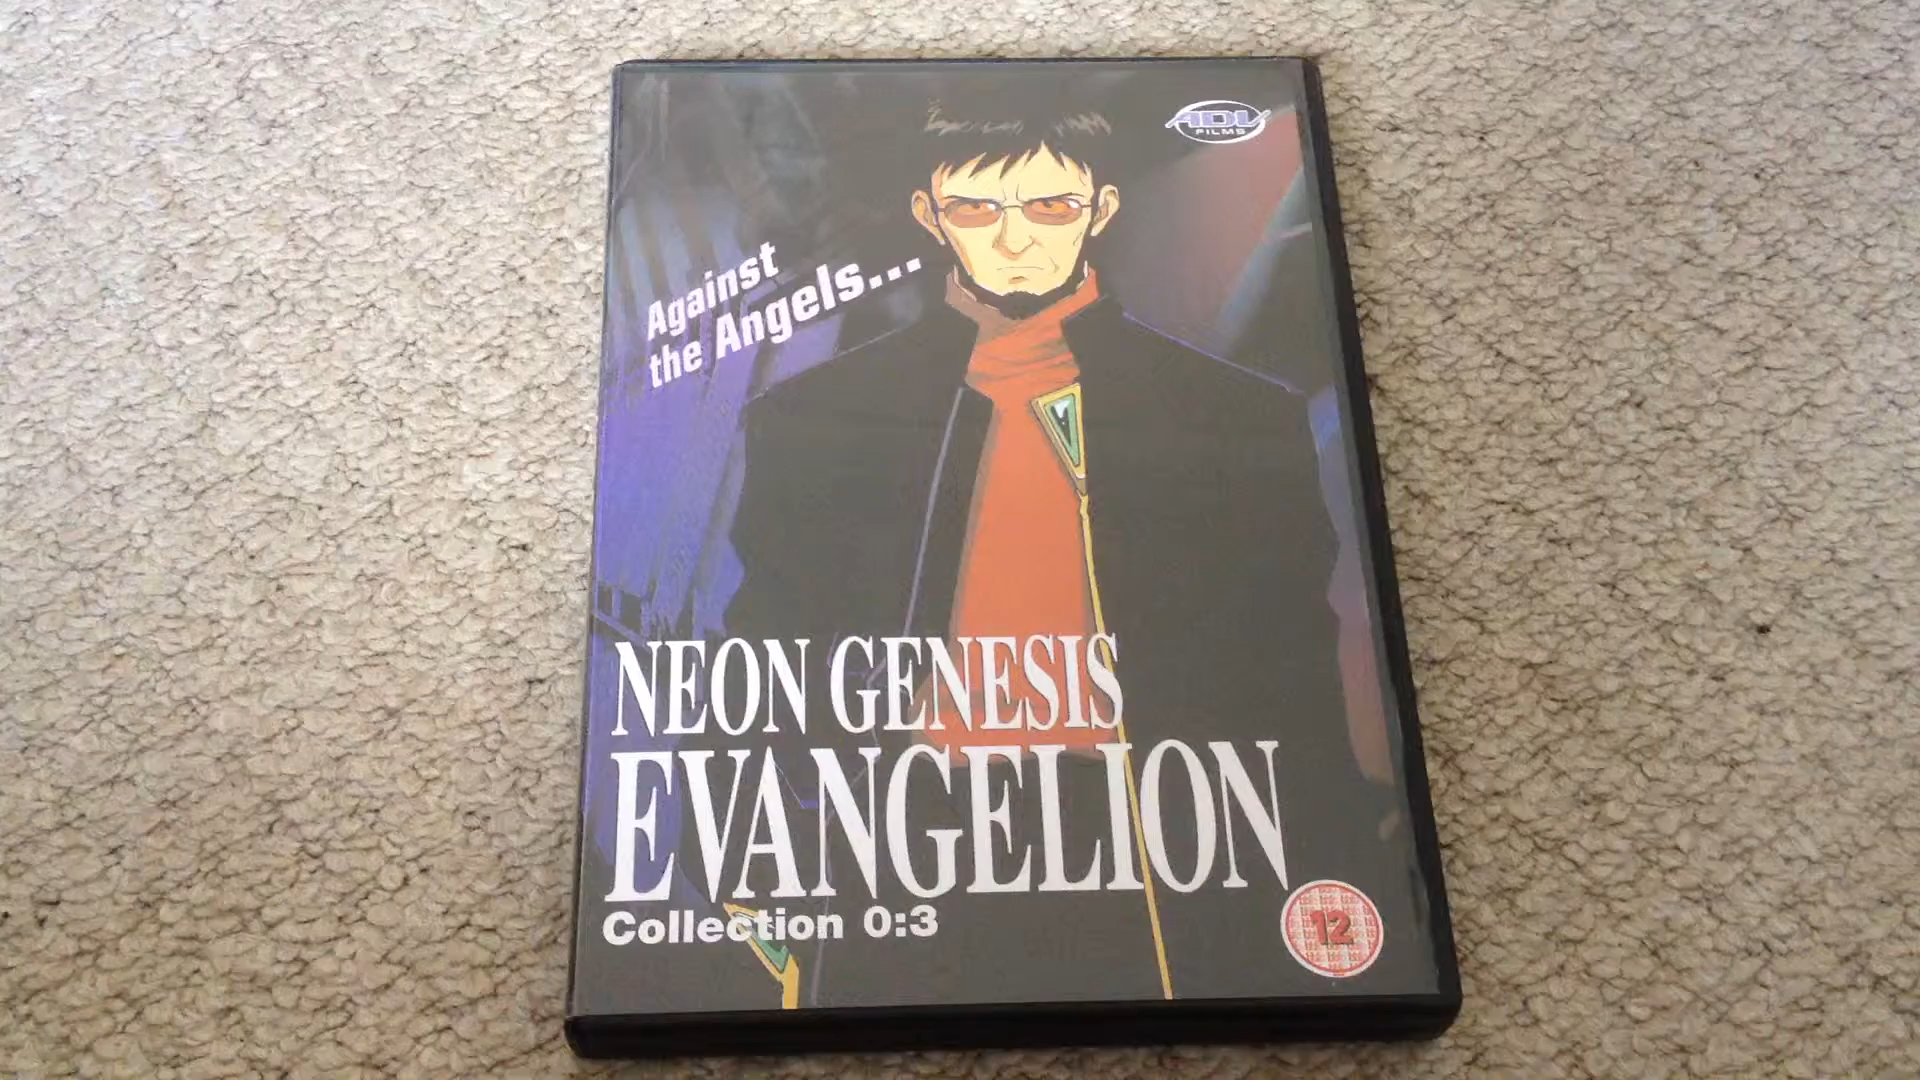 ADV
FILMS
Against
the Angels...
NEON GENESIS
EVANGELION
Collection 0:3
12